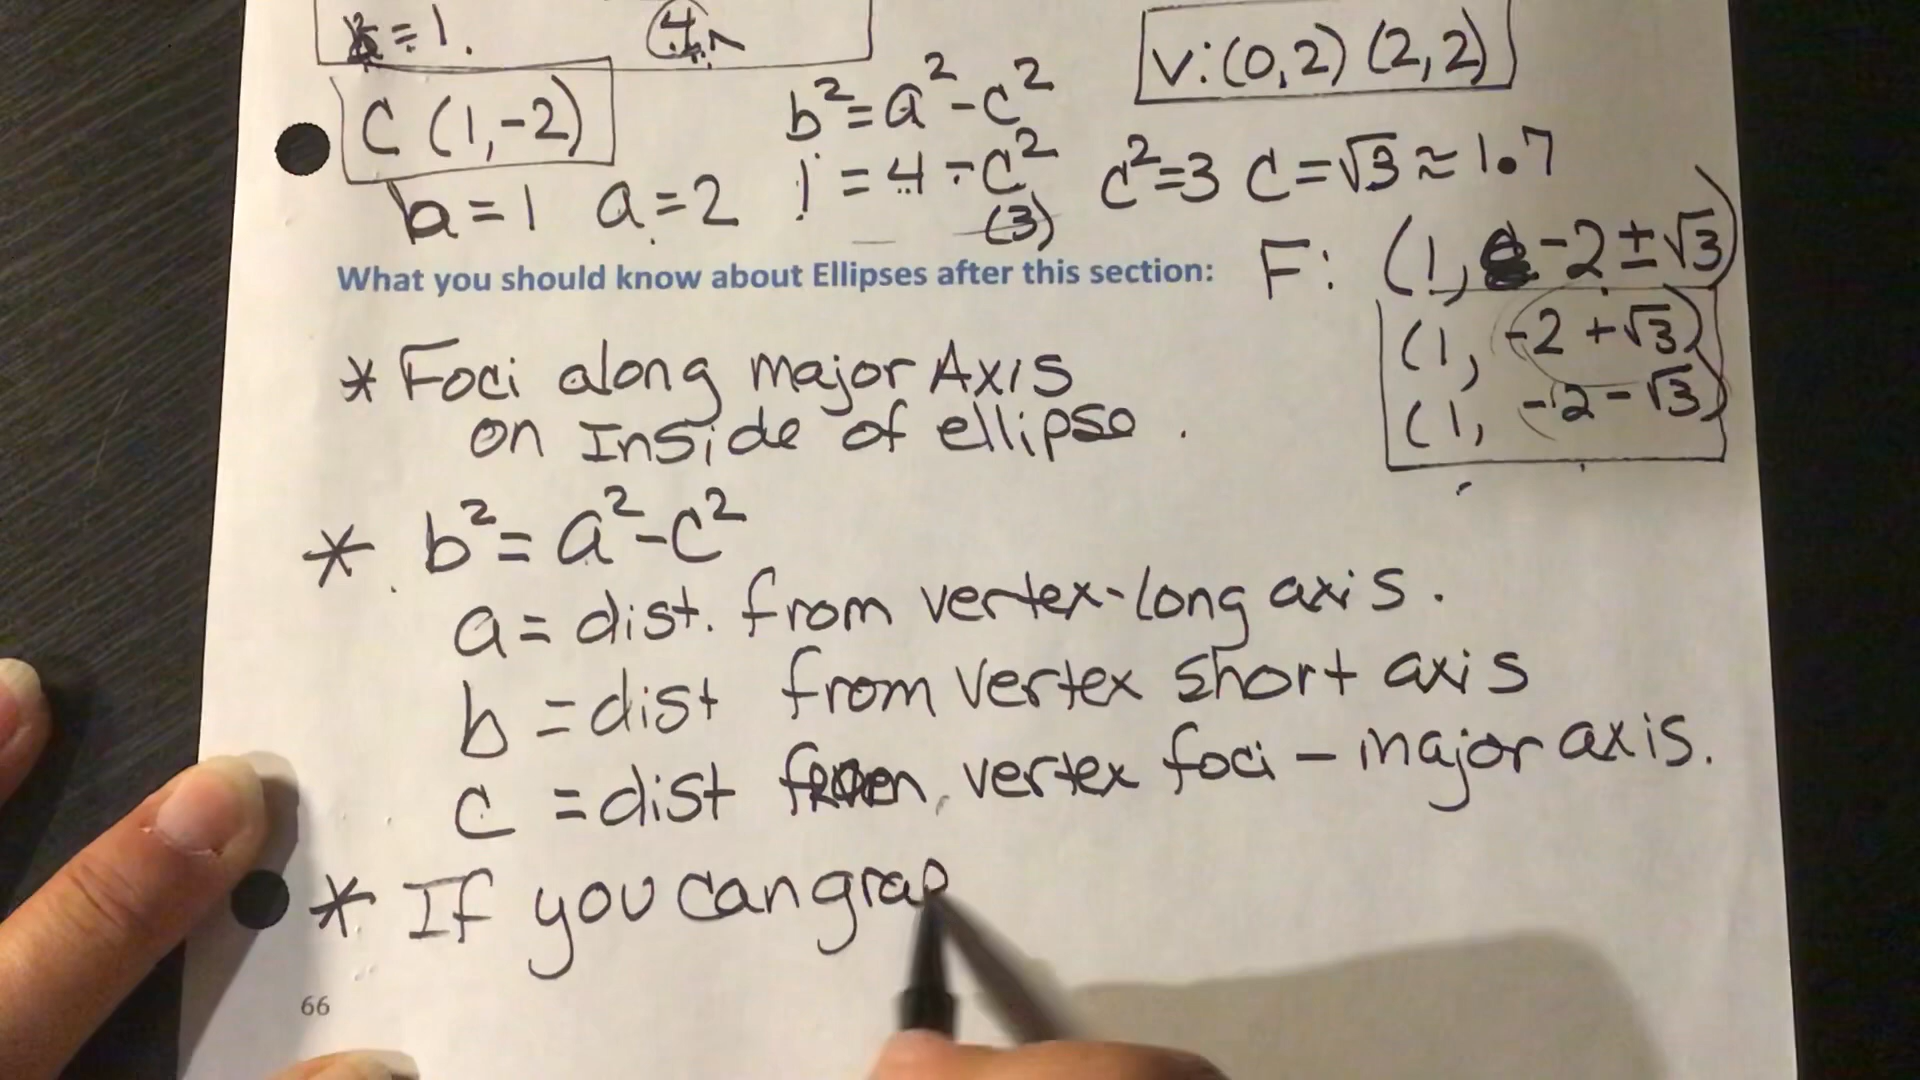 = 1.
4
V: (0,2) (2,2)
C (1,-2)
b² = a² - c²
b = 1 a = 2
1 = 4 - c²
(3)
c² = 3 c = √3 ≈ 1.7
F: (1, -2 ± √3)
(1, -2 + √3)
(1, -2 - √3)
What you should know about Ellipses after this section:
* Foci along major Axis
on Inside of ellipse.
* b² = a² - c²
a = dist. from vertex-long axis.
b = dist from vertex short axis
c = dist from vertex foci - major axis.
* If you can grap
66